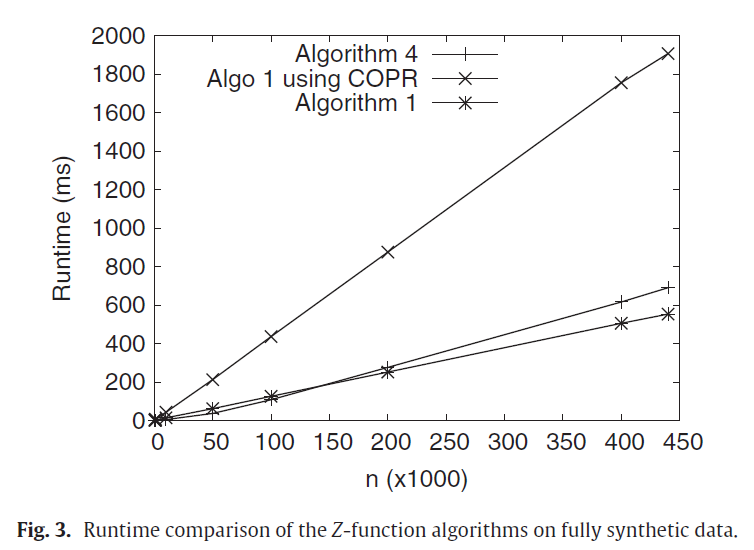 2000
1800
1600
1400
1200
1000
800
600
400
200
0
Runtime (ms)
Algorithm 4
Algo 1 using COPR
Algorithm 1
0 50 100 150 200 250 300 350 400 450
n (x1000)
Fig. 3. Runtime comparison of the Z-function algorithms on fully synthetic data.